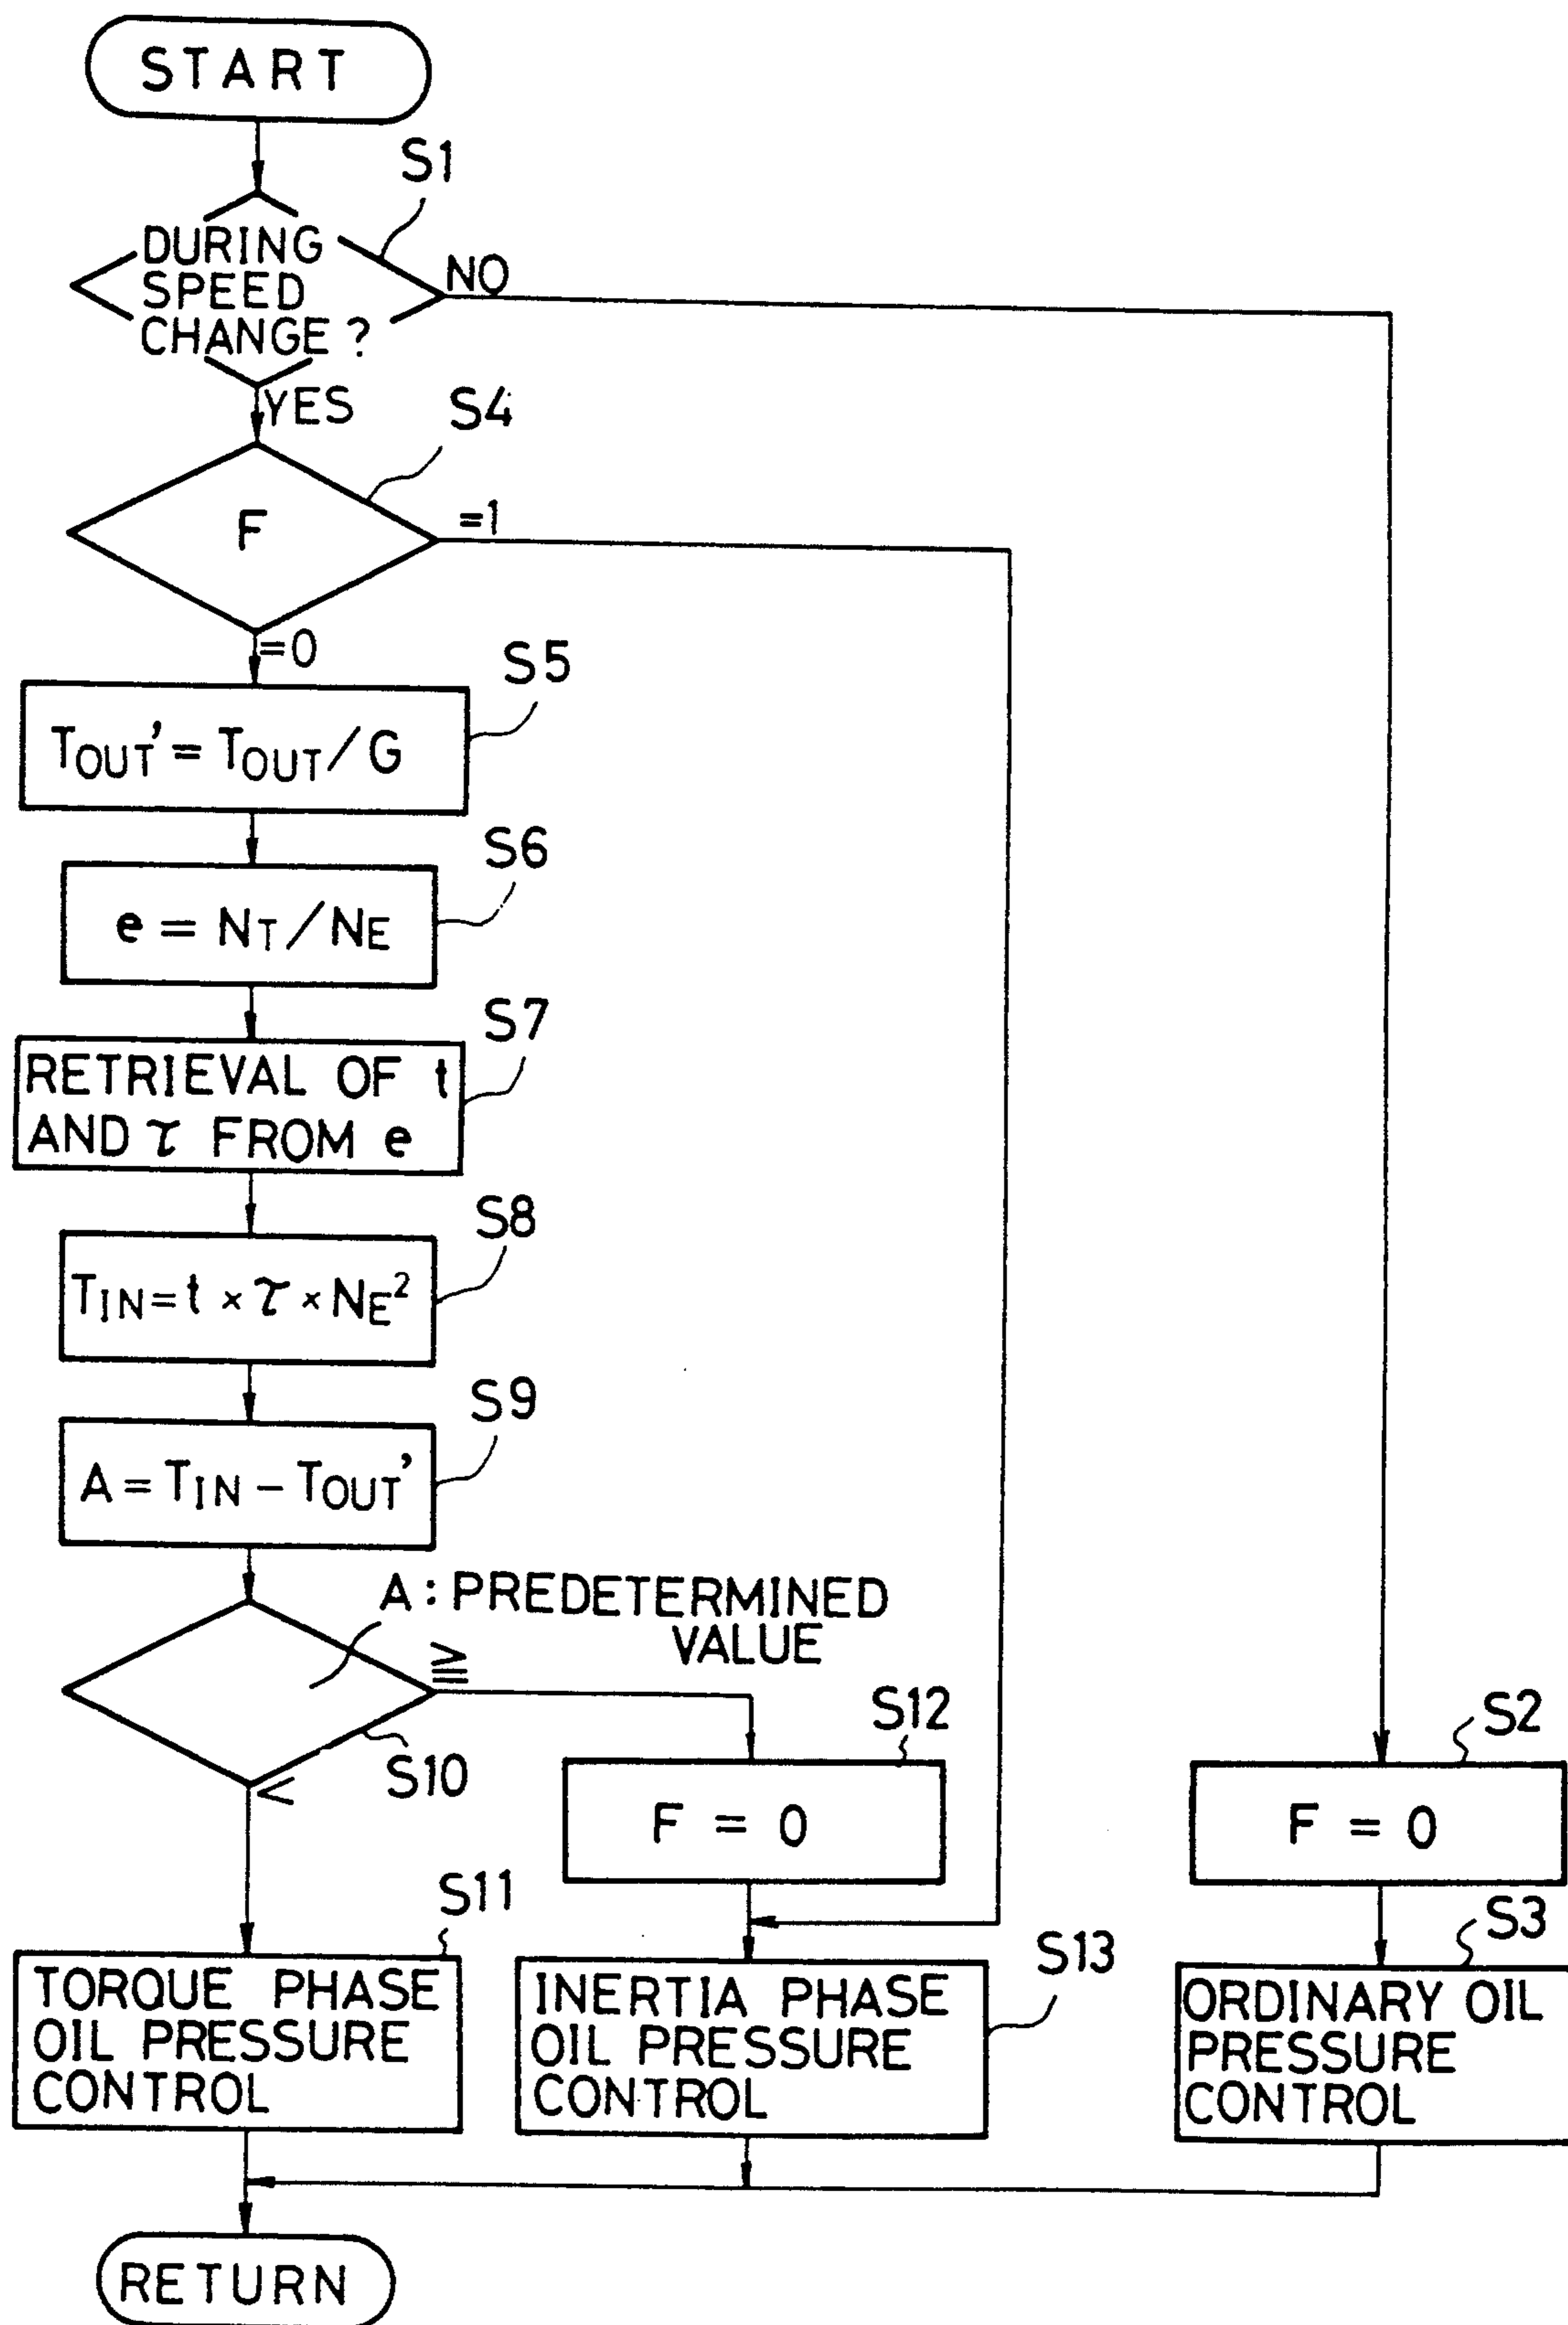 START
S1
DURING
SPEED
CHANGE ?
NO
YES
S4
F
=1
=0
S5
TOUT' = TOUT / G
S6
e = NT / NE
S7
RETRIEVAL OF t
AND τ FROM e
S8
TIN = t × τ × NE²
S9
A = TIN − TOUT'
A : PREDETERMINED
VALUE
≧
S10
<
S12
F = 0
S2
F = 0
S11
TORQUE PHASE
OIL PRESSURE
CONTROL
S13
INERTIA PHASE
OIL PRESSURE
CONTROL
S3
ORDINARY OIL
PRESSURE
CONTROL
RETURN